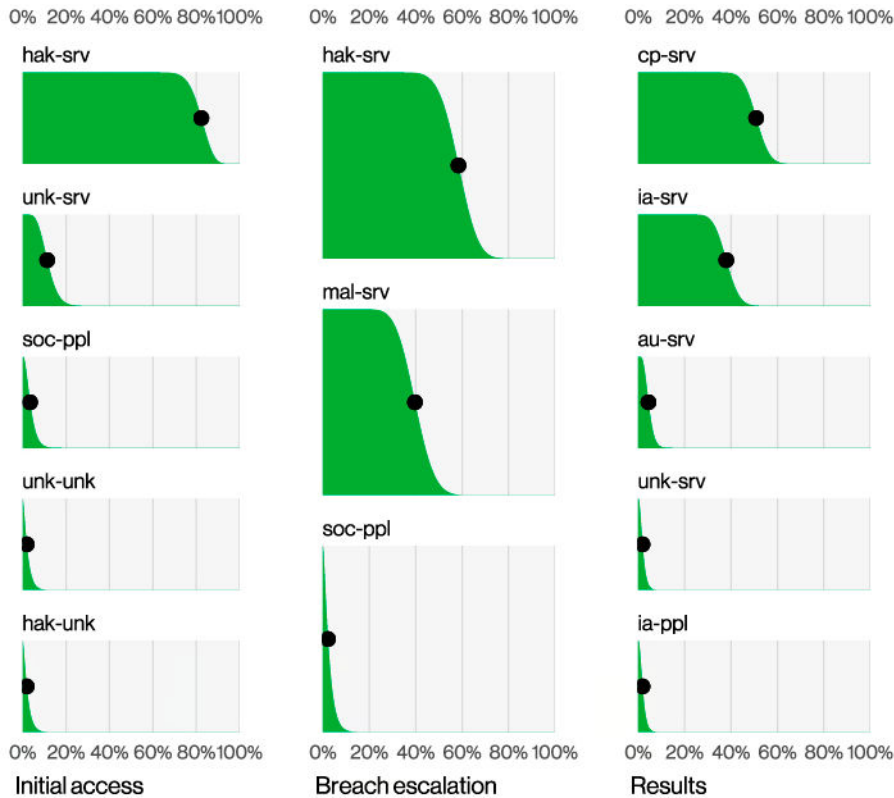 0% 20% 40% 60% 80% 100%
hak-srv
unk-srv
soc-ppl
unk-unk
hak-unk
0% 20% 40% 60% 80% 100%
Initial access
0% 20% 40% 60% 80% 100%
hak-srv
mal-srv
soc-ppl
0% 20% 40% 60% 80% 100%
Breach escalation
0% 20% 40% 60% 80% 100%
cp-srv
ia-srv
au-srv
unk-srv
ia-ppl
0% 20% 40% 60% 80% 100%
Results